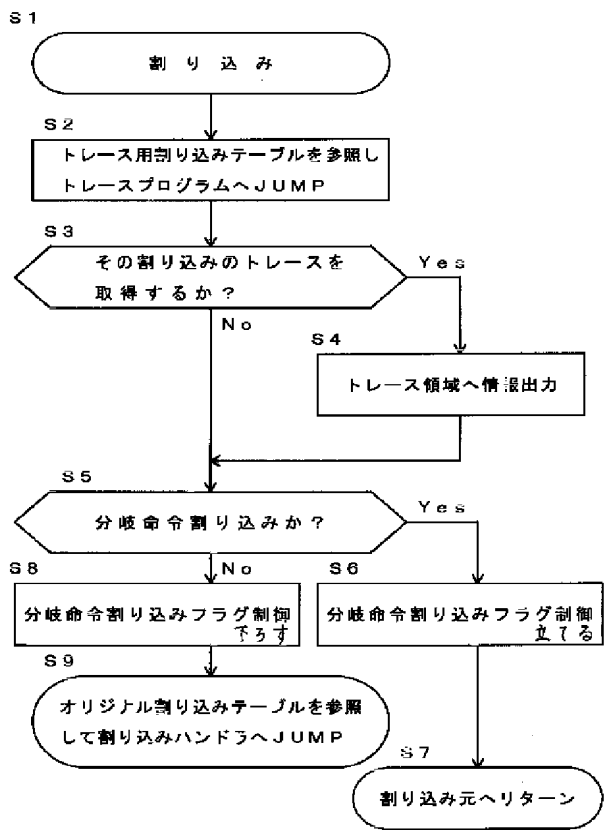 S1
割り込み
S2
トレース用割り込みテーブルを参照し
トレースプログラムへJUMP
S3
その割り込みのトレースを
取得するか？
Yes
No
S4
トレース領域へ情報出力
S5
分岐命令割り込みか？
Yes
S8
No
S6
分岐命令割り込みフラグ制御
下ろす
分岐命令割り込みフラグ制御
立てる
S9
オリジナル割り込みテーブルを参照
して割り込みハンドラへJUMP
S7
割り込み元へリターン